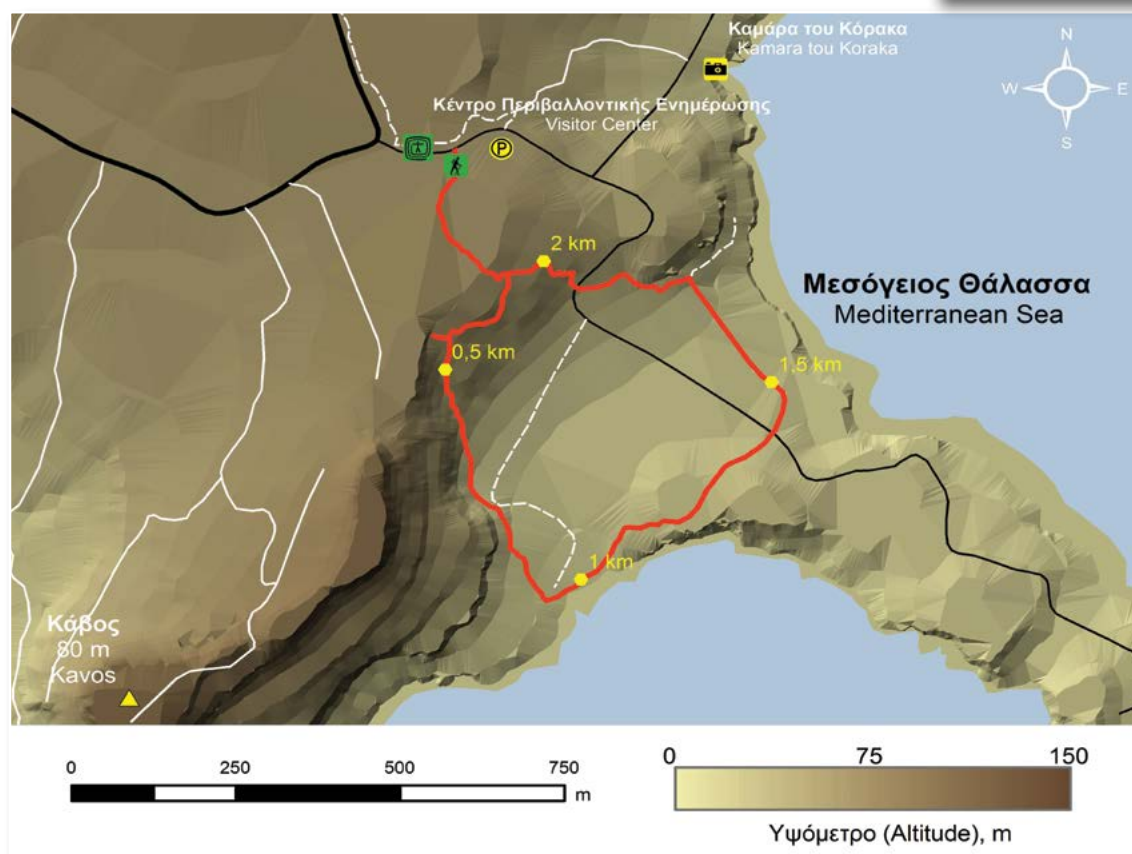 Καμάρα του Κόρακα
Kamara tou Koraka
N
W
E
S
Κέντρο Περιβαλλοντικής Ενημέρωσης
Visitor Center
P
2 km
Μεσόγειος Θάλασσα
Mediterranean Sea
0,5 km
1,5 km
1 km
Κάβος
80 m
Kavos
0 250 500 750
m
0 75 150
Υψόμετρο (Altitude), m